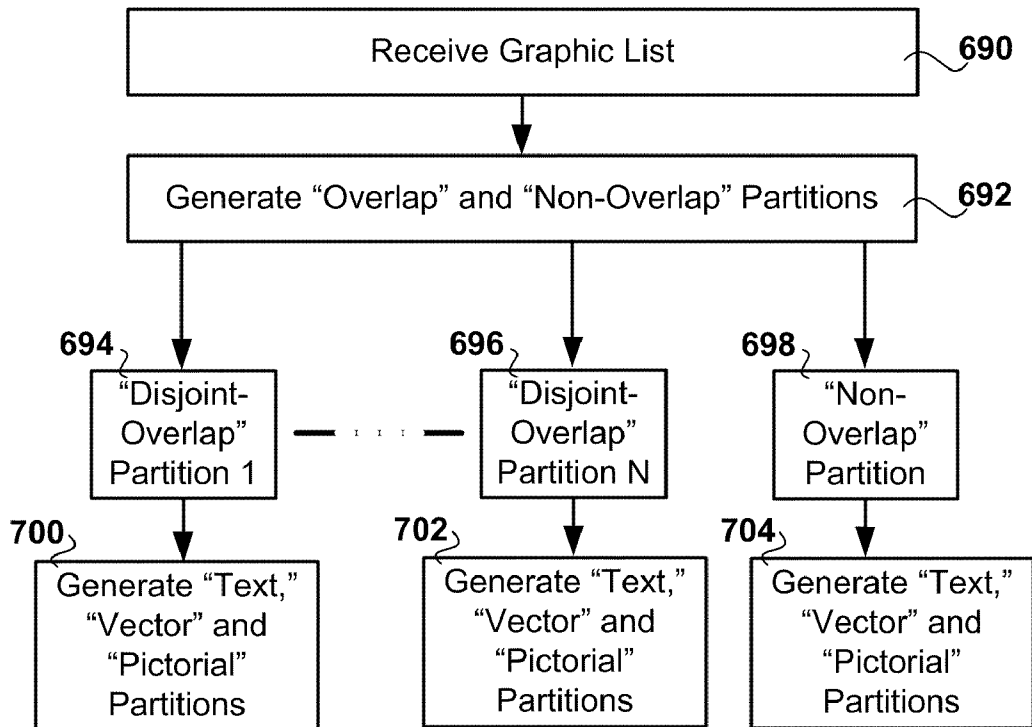 Receive Graphic List
690
Generate “Overlap” and “Non-Overlap” Partitions
692
694
“Disjoint-
Overlap”
Partition 1
696
“Disjoint-
Overlap”
Partition N
698
“Non-
Overlap”
Partition
700
Generate “Text,”
“Vector” and
“Pictorial”
Partitions
702
Generate “Text,”
“Vector” and
“Pictorial”
Partitions
704
Generate “Text,”
“Vector” and
“Pictorial”
Partitions